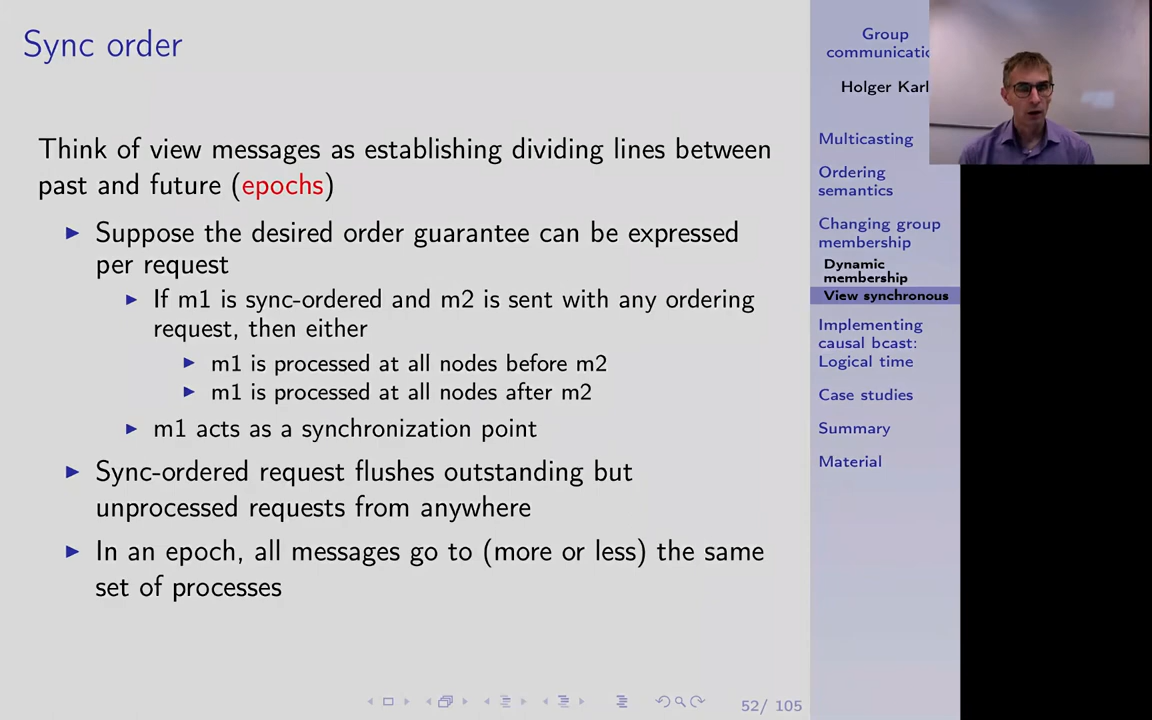 Sync order
Think of view messages as establishing dividing lines between
past and future (epochs)
Suppose the desired order guarantee can be expressed
per request
If m1 is sync-ordered and m2 is sent with any ordering
request, then either
m1 is processed at all nodes before m2
m1 is processed at all nodes after m2
m1 acts as a synchronization point
Sync-ordered request flushes outstanding but
unprocessed requests from anywhere
In an epoch, all messages go to (more or less) the same
set of processes
52/ 105
Group
communicatio
Holger Karl
Multicasting
Ordering
semantics
Changing group
membership
Dynamic
membership
View synchronous
Implementing
causal bcast:
Logical time
Case studies
Summary
Material